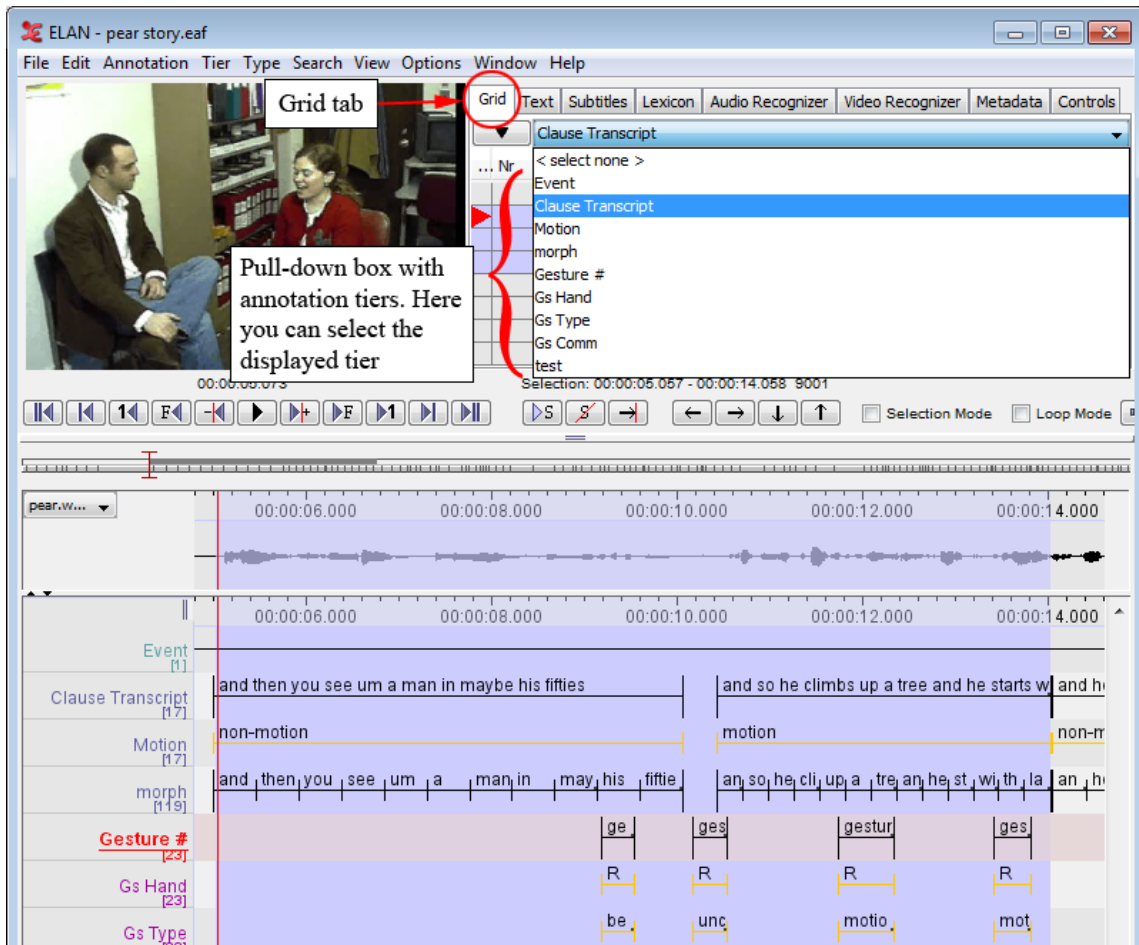 ELAN - pear story.eaf
File Edit Annotation Tier Type Search View Options Window Help
Grid tab
Grid Text Subtitles Lexicon Audio Recognizer Video Recognizer Metadata Controls
Clause Transcript
... Nr
< select none >
Event
Clause Transcript
Motion
morph
Gesture #
Gs Hand
Gs Type
Gs Comm
test
Pull-down box with
annotation tiers. Here
you can select the
displayed tier
00:00:05.073
Selection: 00:00:05.057 - 00:00:14.058 9001
1 F - + F 1 S S Selection Mode Loop Mode
pear.w...
00:00:06.000 00:00:08.000 00:00:10.000 00:00:12.000 00:00:14.000
00:00:06.000 00:00:08.000 00:00:10.000 00:00:12.000 00:00:14.000
Event
[1]
Clause Transcript and then you see um a man in maybe his fifties and so he climbs up a tree and he starts w and h
[17]
Motion non-motion motion non-m
[17]
morph and then you see um a man in may his fiftie an so he cli up a tre an he st wi th la an h
[119]
Gesture # ge ges gestur ges
[23]
Gs Hand R R R R
[23]
Gs Type be unc motio mot